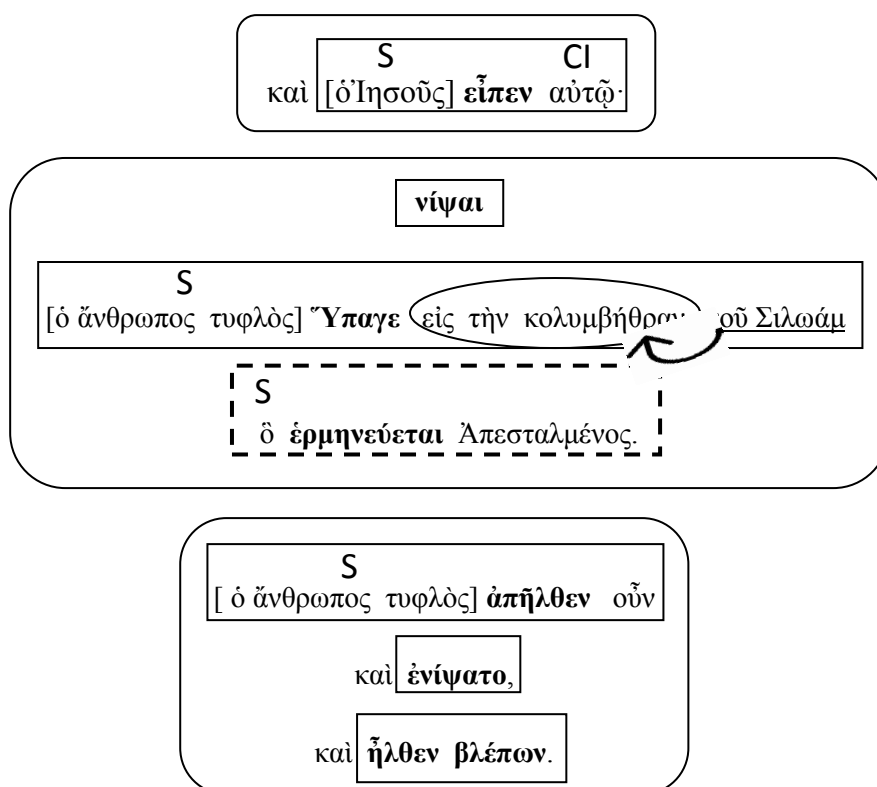 S CI
καὶ [ὁ Ἰησοῦς] εἶπεν αὐτῷ·
νίψαι
S
[ὁ ἄνθρωπος τυφλὸς] Ὕπαγε εἰς τὴν κολυμβήθραν τοῦ Σιλωάμ
S
ὃ ἑρμηνεύεται Ἀπεσταλμένος.
S
[ ὁ ἄνθρωπος τυφλὸς] ἀπῆλθεν οὖν
καὶ ἐνίψατο,
καὶ ἦλθεν βλέπων.